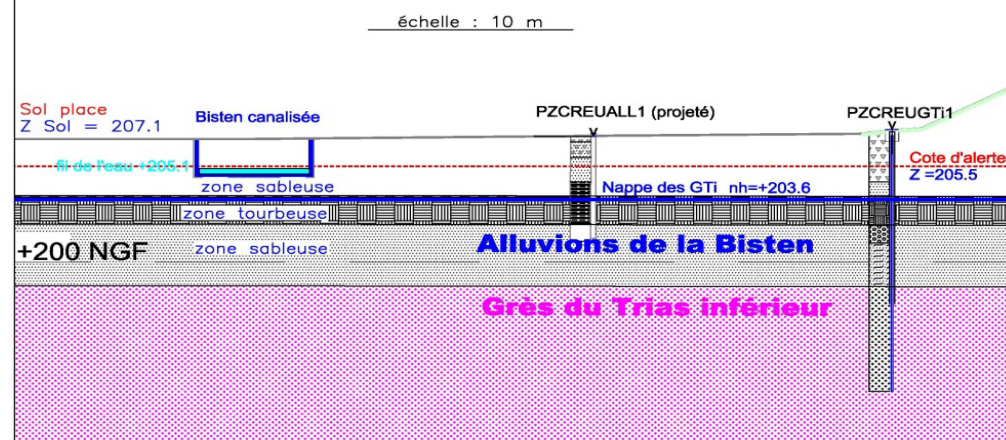 échelle : 10 m
Sol place
Z Sol = 207.1
Bisten canalisée
PZCREUALL1 (projeté)
PZCREUGTi1
fil de l'eau +205.1
Cote d'alerte
Z =205.5
zone sableuse
Nappe des GTi nh=+203.6
zone tourbeuse
+200 NGF
zone sableuse
Alluvions de la Bisten
Grès du Trias inférieur